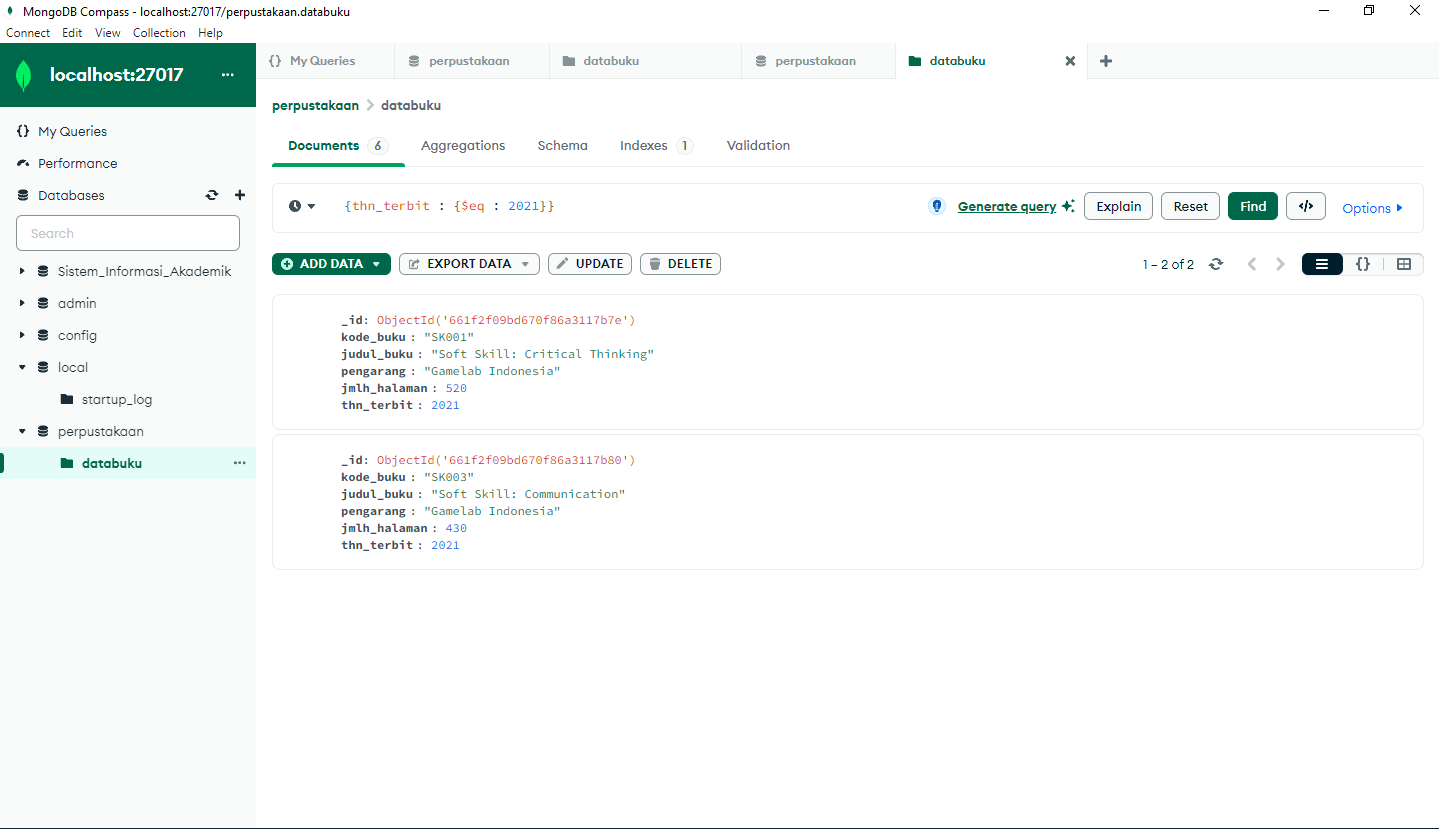 MongoDB Compass - localhost:27017/perpustakaan.databuku
Connect Edit View Collection Help
localhost:27017 ...
My Queries
Performance
Databases
Search
Sistem_Informasi_Akademik
admin
config
local
startup_log
perpustakaan
databuku ...
{} My Queries perpustakaan databuku perpustakaan databuku
perpustakaan > databuku
Documents 6 Aggregations Schema Indexes 1 Validation
{thn_terbit : {$eq : 2021}}
Generate query Explain Reset Find </> Options
ADD DATA EXPORT DATA UPDATE DELETE 1 – 2 of 2 {}
_id: ObjectId('661f2f09bd670f86a3117b7e')
kode_buku : "SK001"
judul_buku : "Soft Skill: Critical Thinking"
pengarang : "Gamelab Indonesia"
jmlh_halaman : 520
thn_terbit : 2021
_id: ObjectId('661f2f09bd670f86a3117b80')
kode_buku : "SK003"
judul_buku : "Soft Skill: Communication"
pengarang : "Gamelab Indonesia"
jmlh_halaman : 430
thn_terbit : 2021